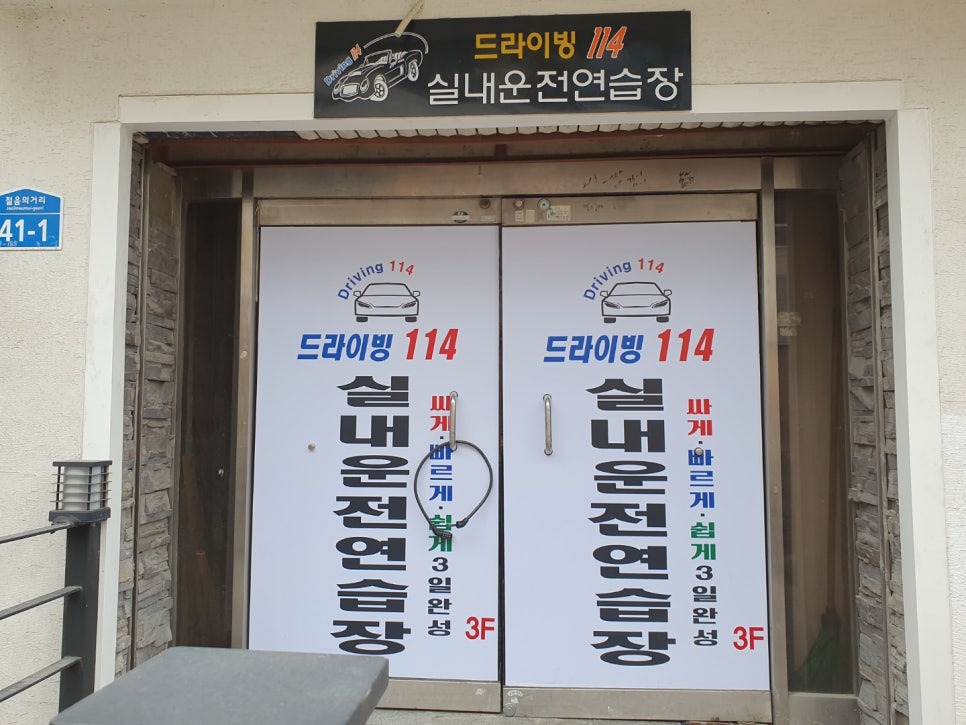 Driving 114
드라이빙 114
실내운전연습장
젊음의거리
41-1
Driving 114
드라이빙 114
실내운전연습장
싸게·빠르게·쉽게 3일완성
3F
Driving 114
드라이빙 114
실내운전연습장
싸게·빠르게·쉽게 3일완성
3F